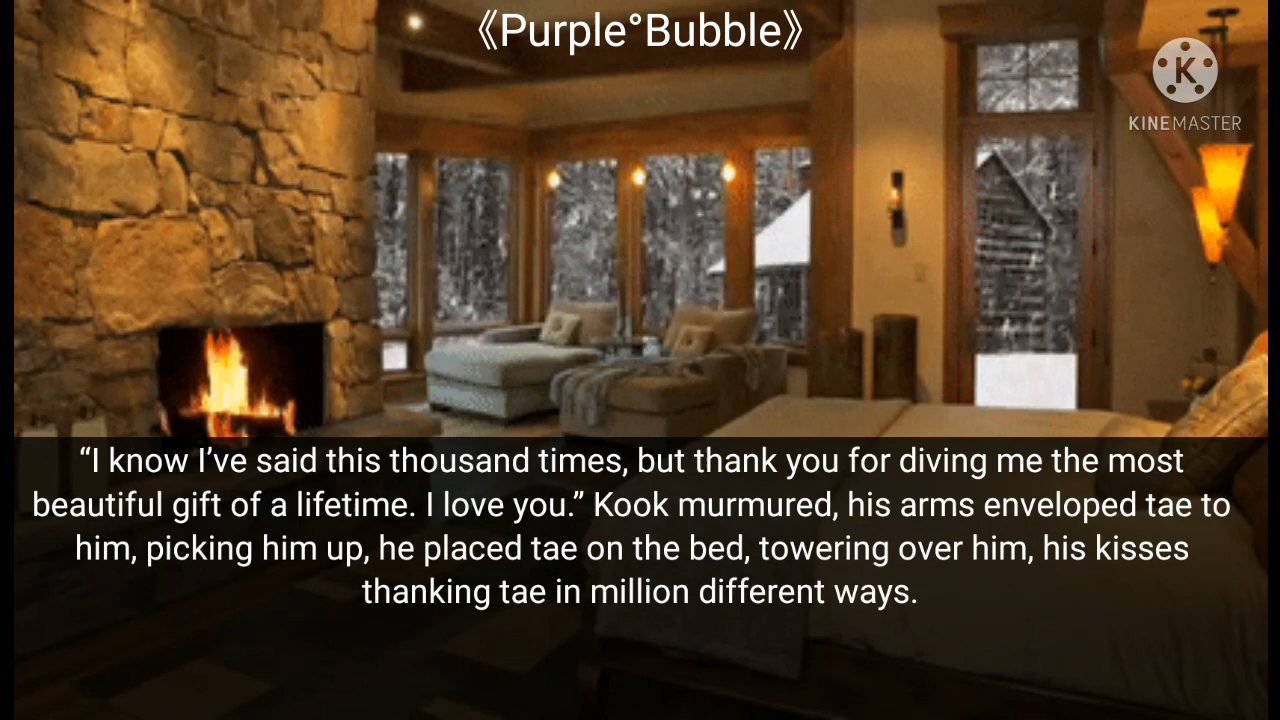 《Purple°Bubble》
K
KINEMASTER
“I know I’ve said this thousand times, but thank you for diving me the most
beautiful gift of a lifetime. I love you.” Kook murmured, his arms enveloped tae to
him, picking him up, he placed tae on the bed, towering over him, his kisses
thanking tae in million different ways.